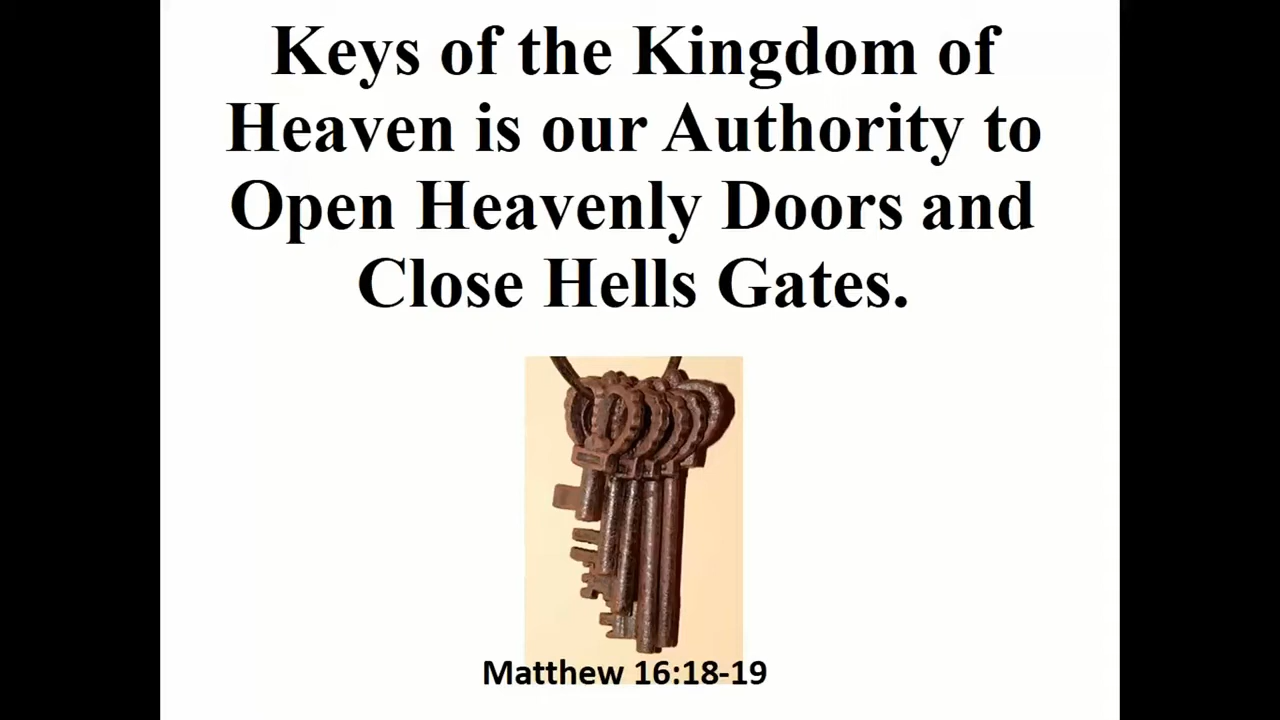 Keys of the Kingdom of
Heaven is our Authority to
Open Heavenly Doors and
Close Hells Gates.
Matthew 16:18-19